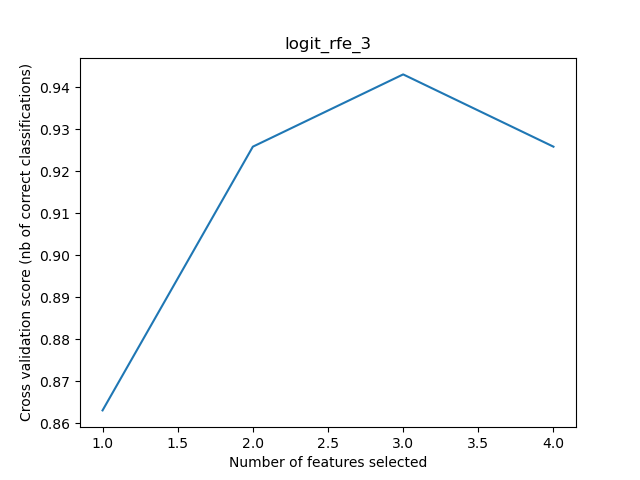 logit_rfe_3
Cross validation score (nb of correct classifications)
0.94
0.93
0.92
0.91
0.90
0.89
0.88
0.87
0.86
1.0 1.5 2.0 2.5 3.0 3.5 4.0
Number of features selected